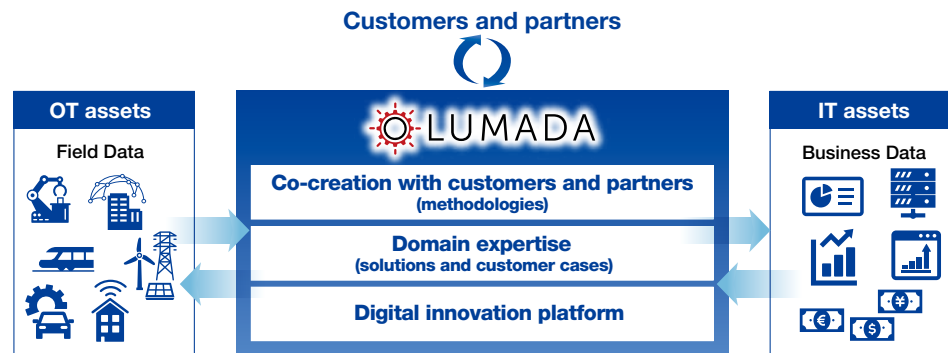 Customers and partners
OT assets
Field Data
LUMADA
Co-creation with customers and partners
(methodologies)
Domain expertise
(solutions and customer cases)
Digital innovation platform
IT assets
Business Data
¥
€
$